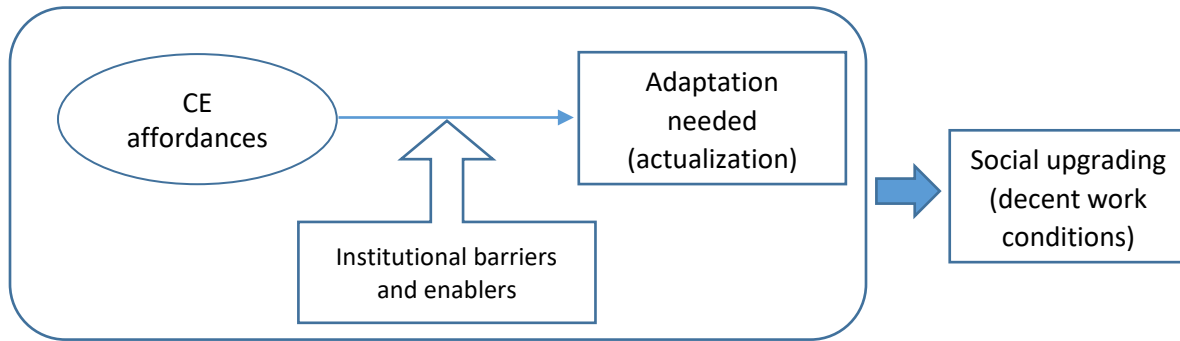 CE
affordances
Adaptation
needed
(actualization)
Institutional barriers
and enablers
Social upgrading
(decent work
conditions)